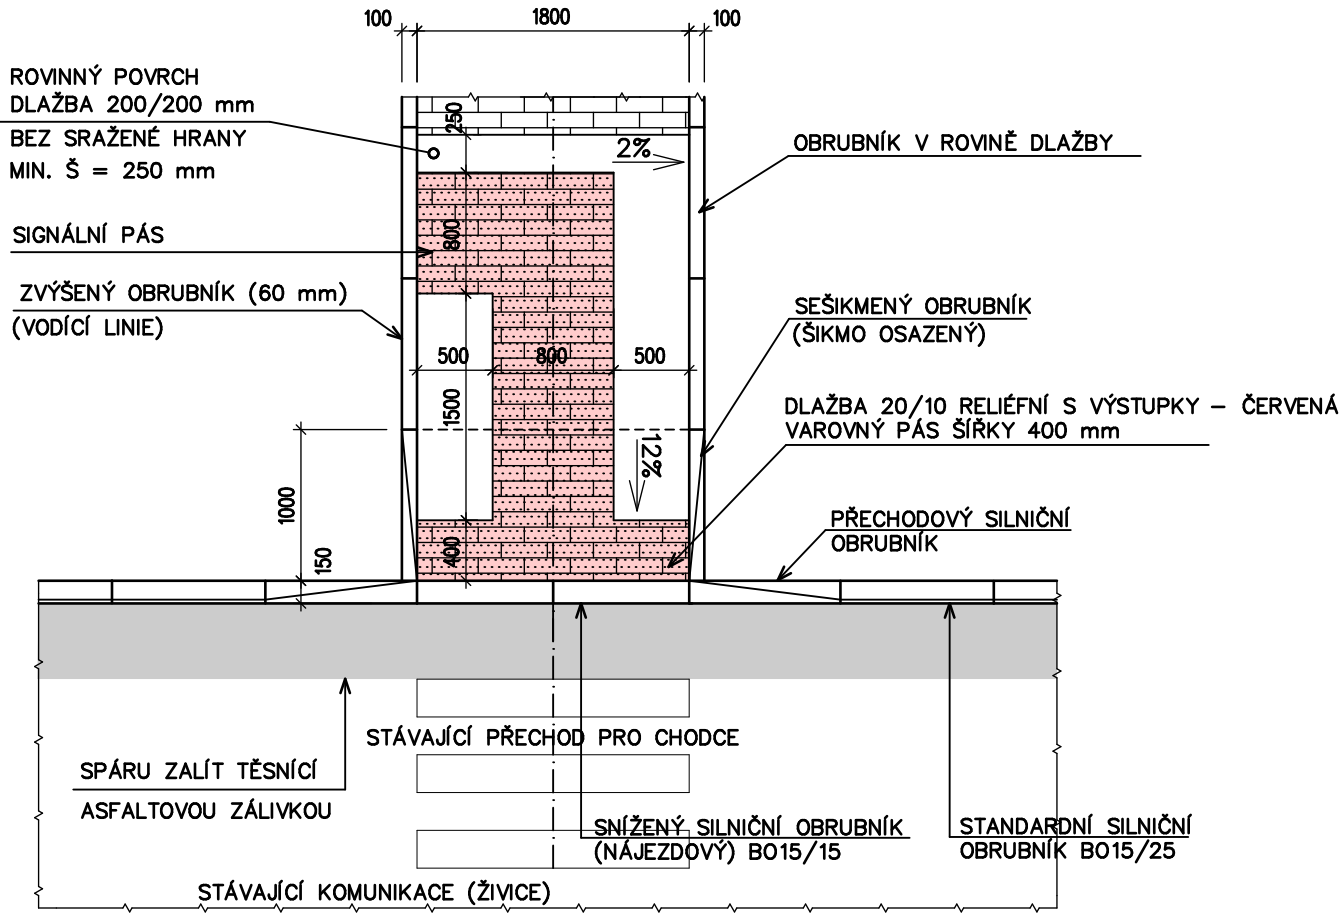 100
1800
100
ROVINNÝ POVRCH
DLAŽBA 200/200 mm
BEZ SRAŽENÉ HRANY
MIN. Š = 250 mm
250
2%
OBRUBNÍK V ROVINĚ DLAŽBY
SIGNÁLNÍ PÁS
800
ZVÝŠENÝ OBRUBNÍK (60 mm)
(VODÍCÍ LINIE)
SEŠIKMENÝ OBRUBNÍK
(ŠIKMO OSAZENÝ)
500
800
500
1500
DLAŽBA 20/10 RELIÉFNÍ S VÝSTUPKY – ČERVENÁ
VAROVNÝ PÁS ŠÍŘKY 400 mm
12%
1000
150
400
PŘECHODOVÝ SILNIČNÍ
OBRUBNÍK
STÁVAJÍCÍ PŘECHOD PRO CHODCE
SPÁRU ZALÍT TĚSNÍCÍ
ASFALTOVOU ZÁLIVKOU
SNÍŽENÝ SILNIČNÍ OBRUBNÍK
(NÁJEZDOVÝ) BO15/15
STANDARDNÍ SILNIČNÍ
OBRUBNÍK BO15/25
STÁVAJÍCÍ KOMUNIKACE (ŽIVICE)